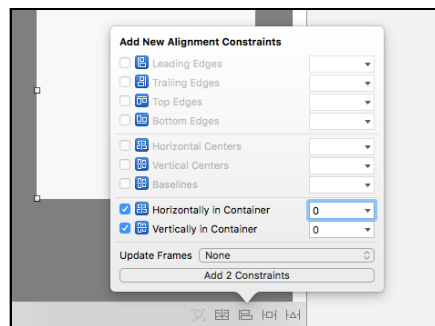 Add New Alignment Constraints
Leading Edges
Trailing Edges
Top Edges
Bottom Edges
Horizontal Centers
Vertical Centers
Baselines
Horizontally in Container 0
Vertically in Container 0
Update Frames None
Add 2 Constraints